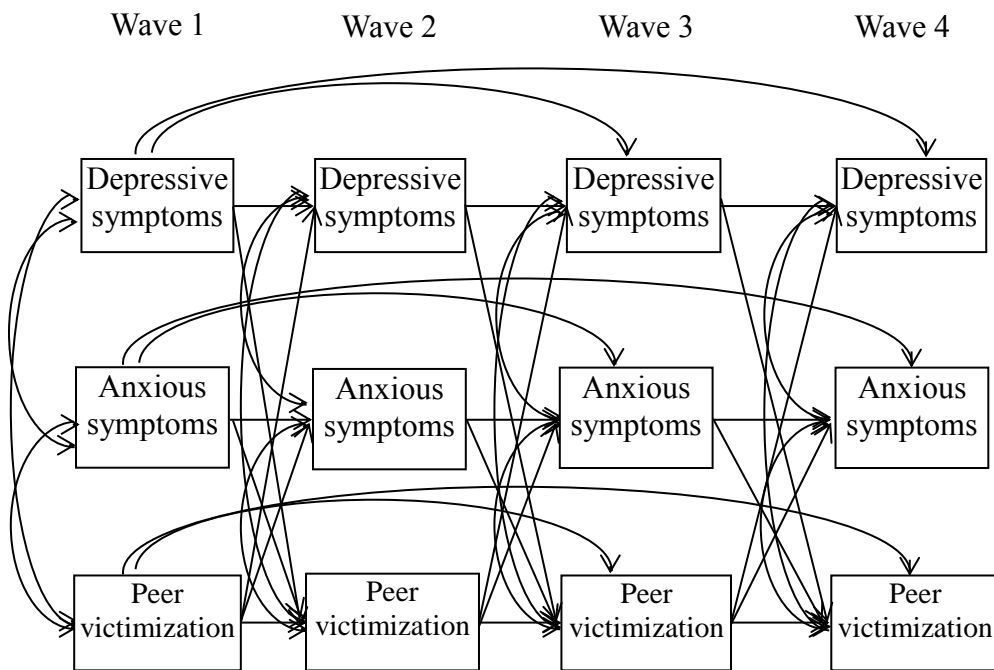 Wave 1
Wave 2
Wave 3
Wave 4
Depressive
symptoms
Depressive
symptoms
Depressive
symptoms
Depressive
symptoms
Anxious
symptoms
Anxious
symptoms
Anxious
symptoms
Anxious
symptoms
Peer
victimization
Peer
victimization
Peer
victimization
Peer
victimization